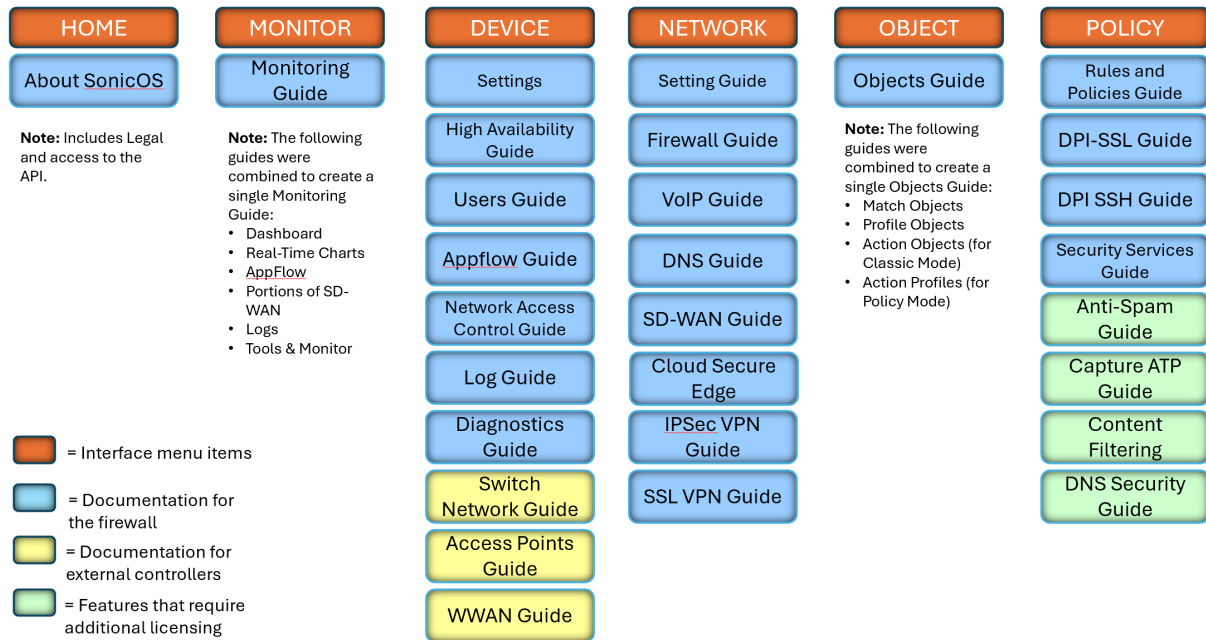 HOME
About SonicOS
Note: Includes Legal
and access to the
API.
MONITOR
Monitoring
Guide
Note: The following
guides were
combined to create a
single Monitoring
Guide:
• Dashboard
• Real-Time Charts
• AppFlow
• Portions of SD-
WAN
• Logs
• Tools & Monitor
DEVICE
Settings
High Availability
Guide
Users Guide
Appflow Guide
Network Access
Control Guide
Log Guide
Diagnostics
Guide
Switch
Network Guide
Access Points
Guide
WWAN Guide
NETWORK
Setting Guide
Firewall Guide
VoIP Guide
DNS Guide
SD-WAN Guide
Cloud Secure
Edge
IPSec VPN
Guide
SSL VPN Guide
OBJECT
Objects Guide
Note: The following
guides were
combined to create a
single Objects Guide:
• Match Objects
• Profile Objects
• Action Objects (for
Classic Mode)
• Action Profiles (for
Policy Mode)
POLICY
Rules and
Policies Guide
DPI-SSL Guide
DPI SSH Guide
Security Services
Guide
Anti-Spam
Guide
Capture ATP
Guide
Content
Filtering
DNS Security
Guide
= Interface menu items
= Documentation for
the firewall
= Documentation for
external controllers
= Features that require
additional licensing